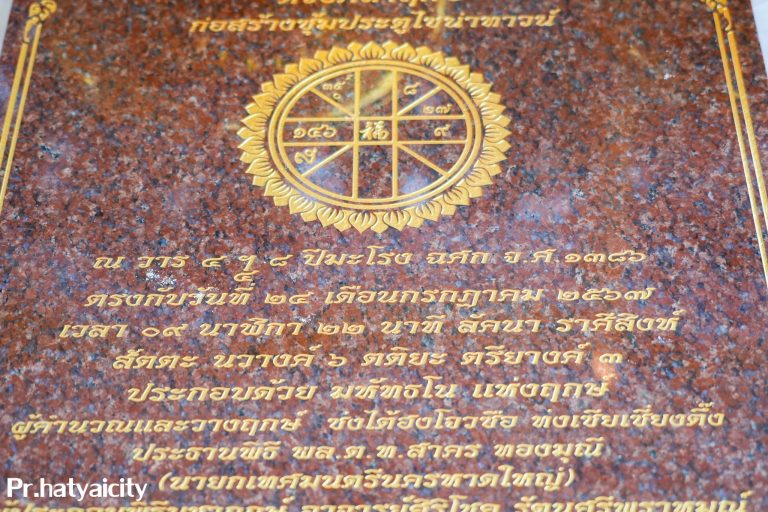 ก่อสร้างซุ้มประตูไชน่าทาวน์
๘
๒๗
๑๔๖ 福 ๙
ณ วาร ๔ ฯ ๘ ปีมะโรง ฉศก จ.ศ.๑๓๘๖
๕
ตรงกับวันที่ ๒๔ เดือนกรกฎาคม ๒๕๖๗
เวลา ๐๙ นาฬิกา ๒๒ นาที ลัคนา ราศีสิงห์
สัตตะ นวางค์ ๖ ตติยะ ตรียางค์ ๓
ประกอบด้วย มหัทธโน แห่งฤกษ์
ผู้คำนวณและวางฤกษ์ ซ่งไต้ฮงโจวซือ ท่งเซียเซี่ยงตึ๊ง
ประธานพิธี พล.ต.ท.สาคร ทองมุณี
(นายกเทศมนตรีนครหาดใหญ่)
Pr.hatyaicity